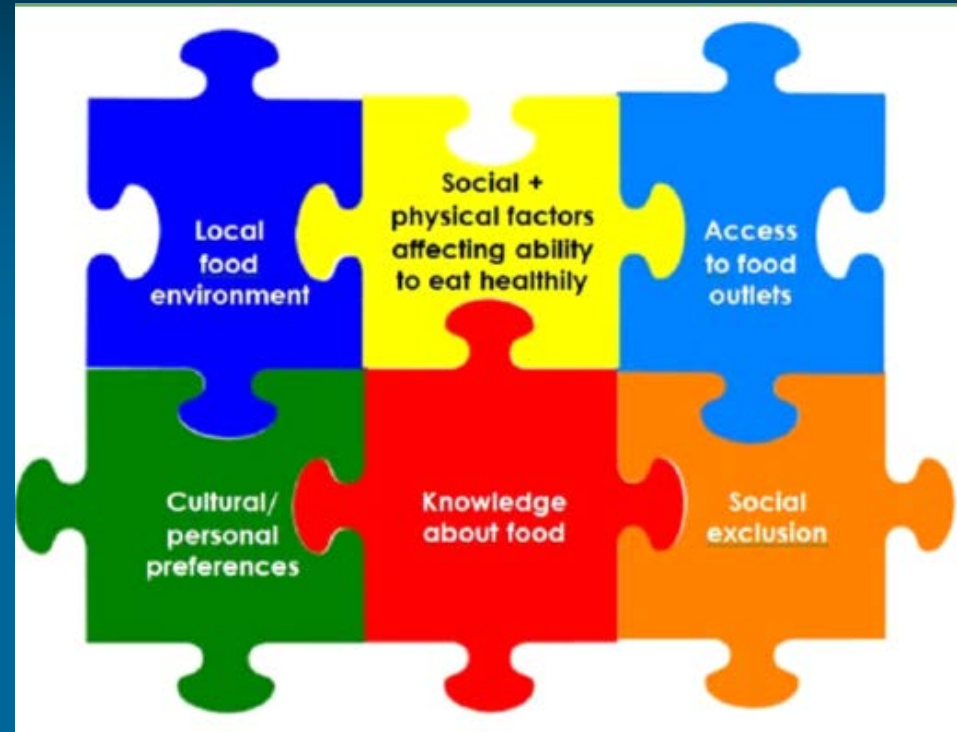 Local
food
environment
Social +
physical factors
affecting ability
to eat healthily
Access
to food
outlets
Cultural/
personal
preferences
Knowledge
about food
Social
exclusion